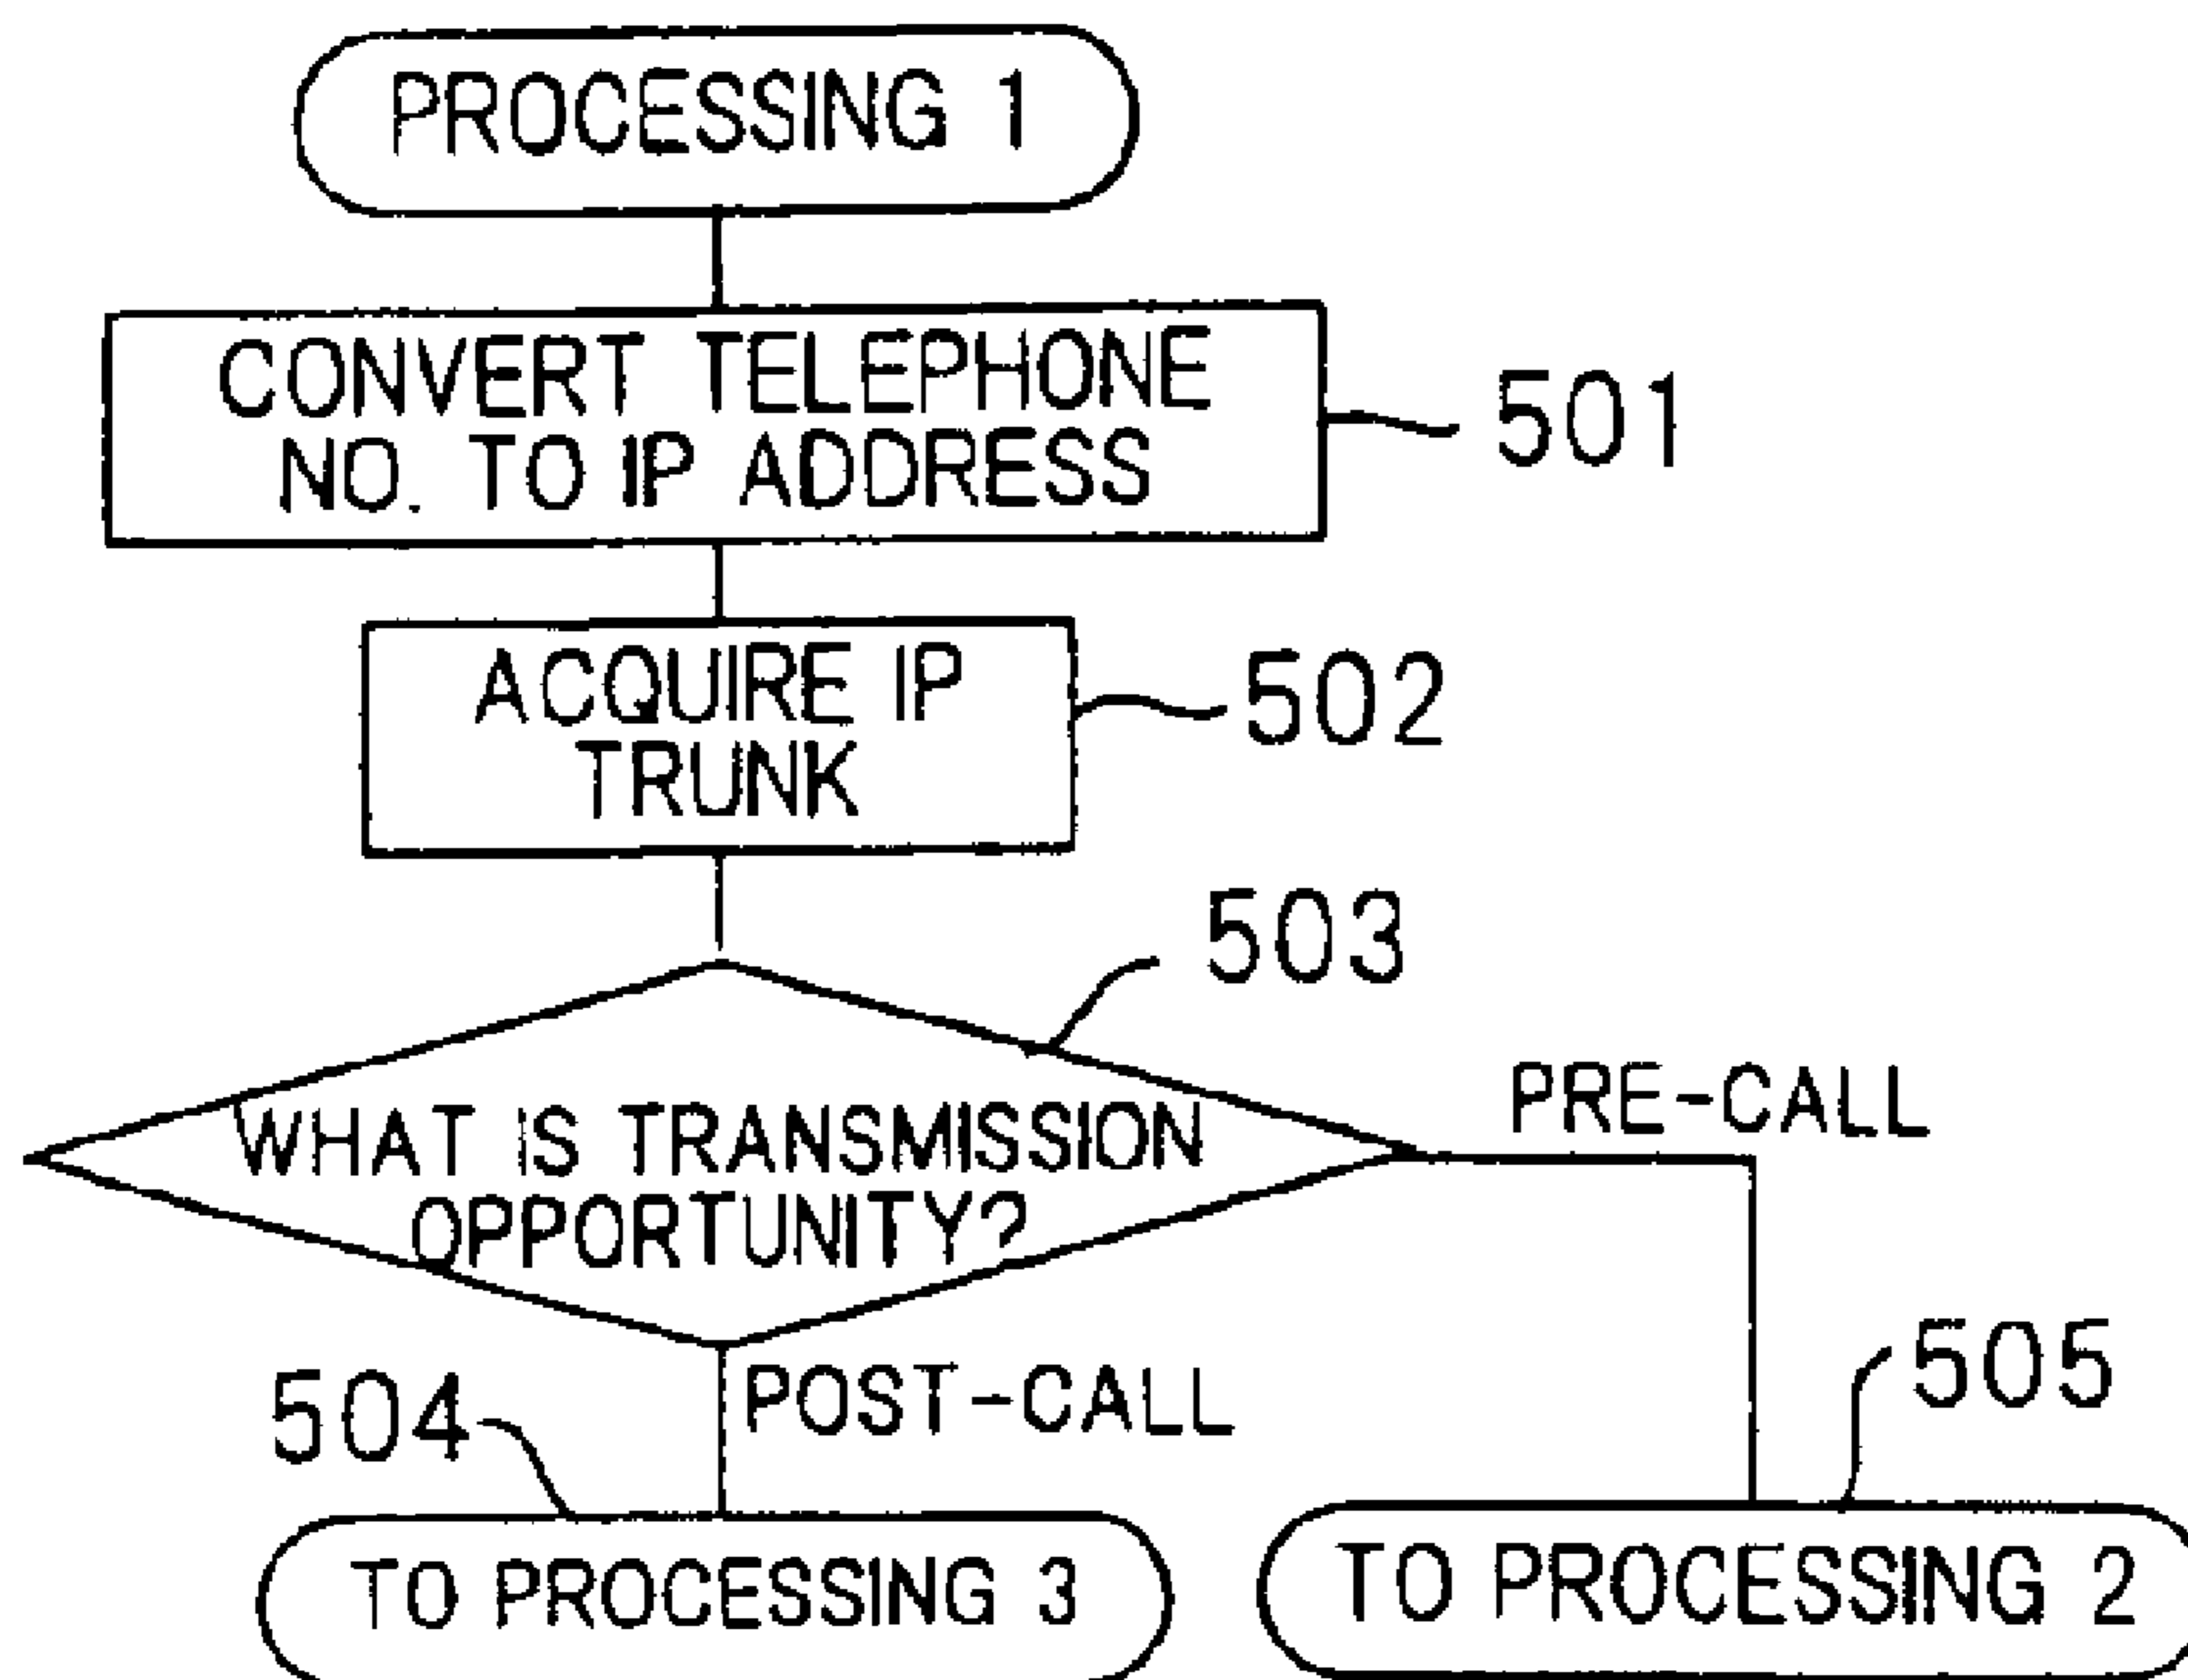 PROCESSING 1
CONVERT TELEPHONE
NO. TO IP ADDRESS
501
ACQUIRE IP
TRUNK
502
503
WHAT IS TRANSMISSION
OPPORTUNITY?
PRE-CALL
POST-CALL
504
505
TO PROCESSING 3
TO PROCESSING 2